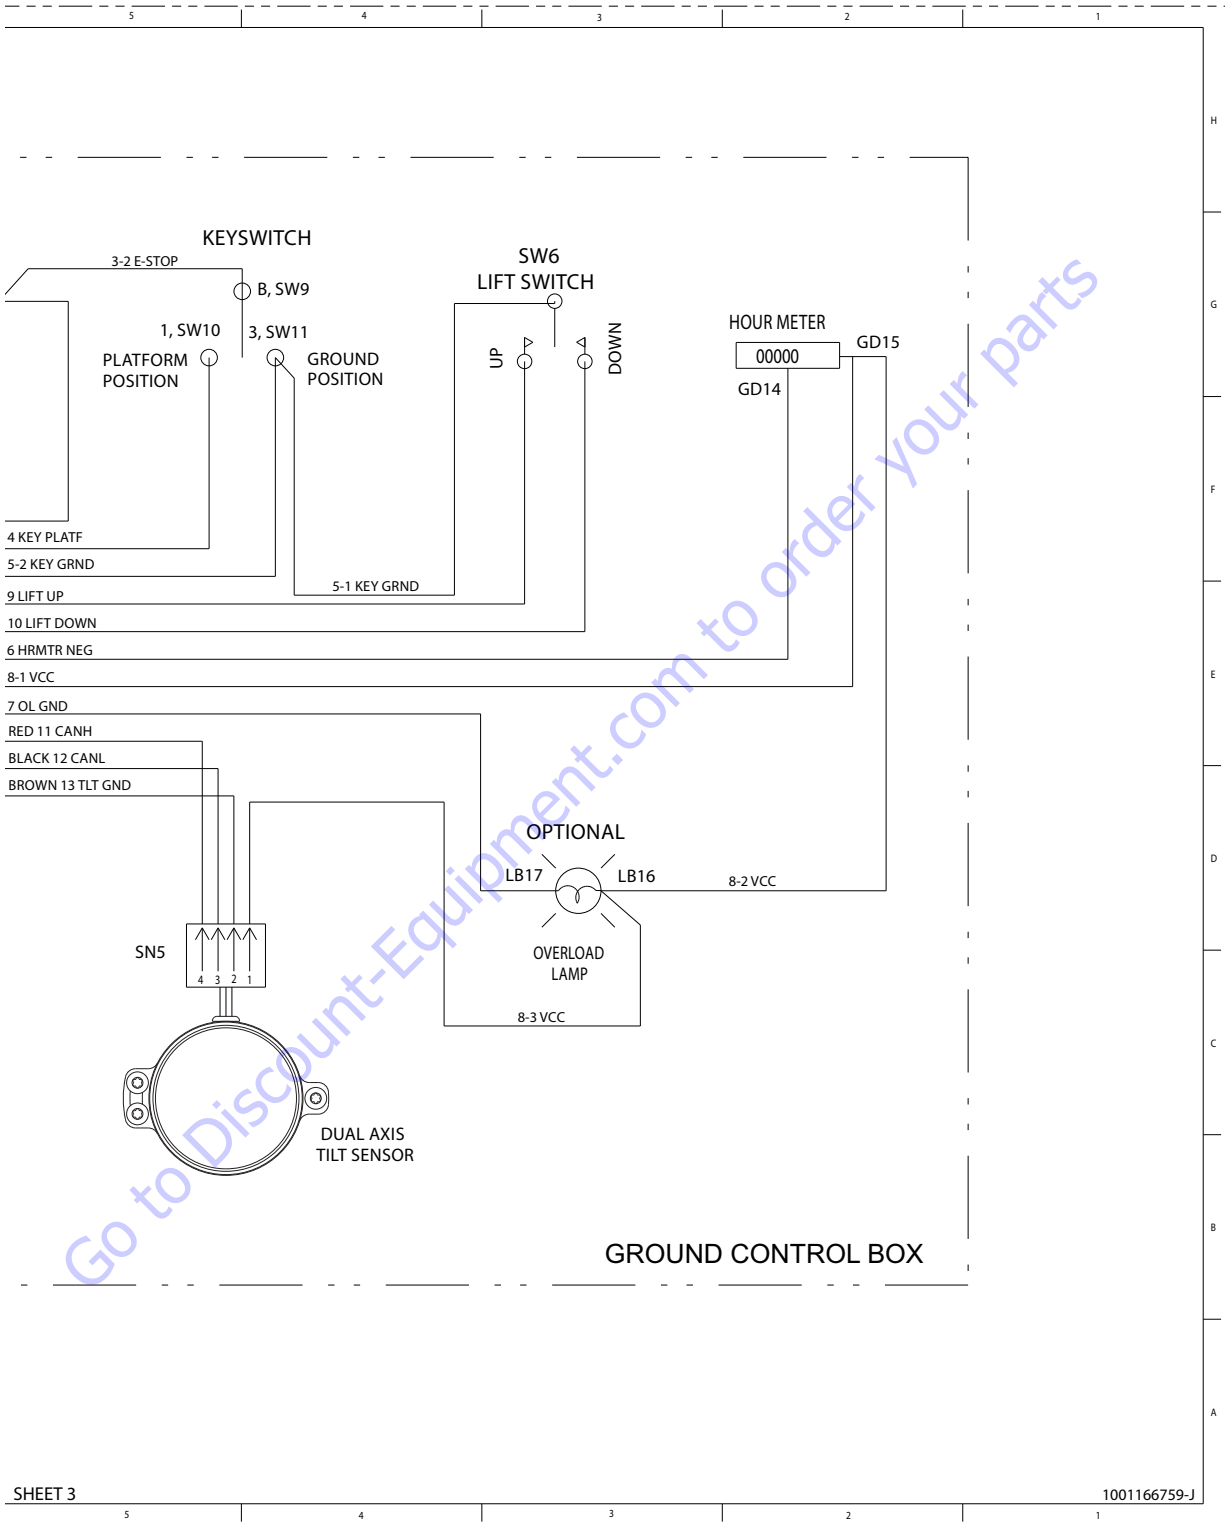 5 4 3 2 1
H
KEYSWITCH
3-2 E-STOP
B, SW9
SW6
LIFT SWITCH
G
1, SW10
3, SW11
PLATFORM
POSITION
GROUND
POSITION
UP
DOWN
HOUR METER
00000
GD15
GD14
F
4 KEY PLATF
5-2 KEY GRND
5-1 KEY GRND
9 LIFT UP
10 LIFT DOWN
6 HRMTR NEG
8-1 VCC
E
7 OL GND
RED 11 CANH
BLACK 12 CANL
BROWN 13 TLT GND
OPTIONAL
LB17
LB16
8-2 VCC
D
OVERLOAD
LAMP
SN5
4 3 2 1
8-3 VCC
C
DUAL AXIS
TILT SENSOR
B
GROUND CONTROL BOX
A
Go to Discount-Equipment.com to order your parts
SHEET 3
1001166759-J
5 4 3 2 1